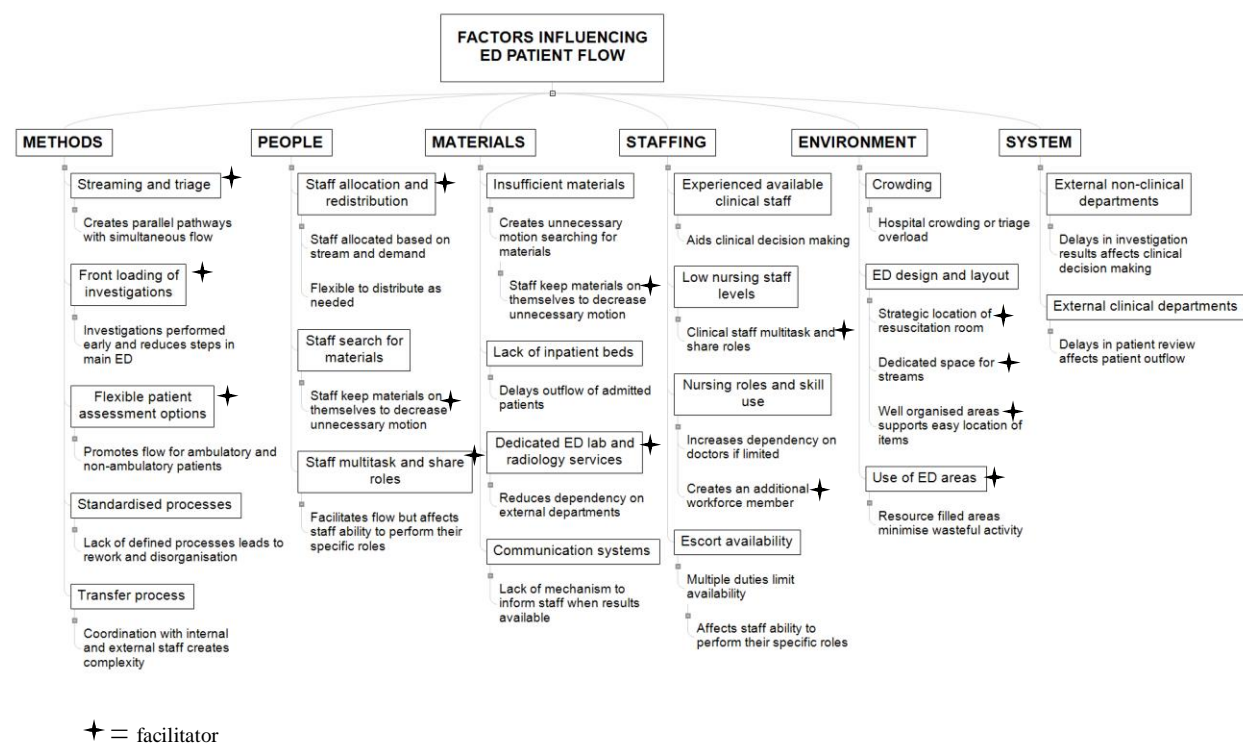 FACTORS INFLUENCING
ED PATIENT FLOW
METHODS
Streaming and triage
Creates parallel pathways
with simultaneous flow
Front loading of
investigations
Investigations performed
early and reduces steps in
main ED
Flexible patient
assessment options
Promotes flow for ambulatory and
non-ambulatory patients
Standardised processes
Lack of defined processes leads to
rework and disorganisation
Transfer process
Coordination with internal
and external staff creates
complexity
PEOPLE
Staff allocation and
redistribution
Staff allocated based on
stream and demand
Flexible to distribute as
needed
Staff search for
materials
Staff keep materials on
themselves to decrease
unnecessary motion
Staff multitask and share
roles
Facilitates flow but affects
staff ability to perform their
specific roles
MATERIALS
Insufficient materials
Creates unnecessary
motion searching for
materials
Staff keep materials on
themselves to decrease
unnecessary motion
Lack of inpatient beds
Delays outflow of admitted
patients
Dedicated ED lab and
radiology services
Reduces dependency on
external departments
Communication systems
Lack of mechanism to
inform staff when results
available
STAFFING
Experienced available
clinical staff
Aids clinical decision making
Low nursing staff
levels
Clinical staff multitask and
share roles
Nursing roles and skill
use
Increases dependency on
doctors if limited
Creates an additional
workforce member
Escort availability
Multiple duties limit
availability
Affects staff ability to
perform their specific roles
ENVIRONMENT
Crowding
Hospital crowding or triage
overload
ED design and layout
Strategic location of
resuscitation room
Dedicated space for
streams
Well organised areas
supports easy location of
items
Use of ED areas
Resource filled areas
minimise wasteful activity
SYSTEM
External non-clinical
departments
Delays in investigation
results affects clinical
decision making
External clinical departments
Delays in patient review
affects patient outflow
= facilitator